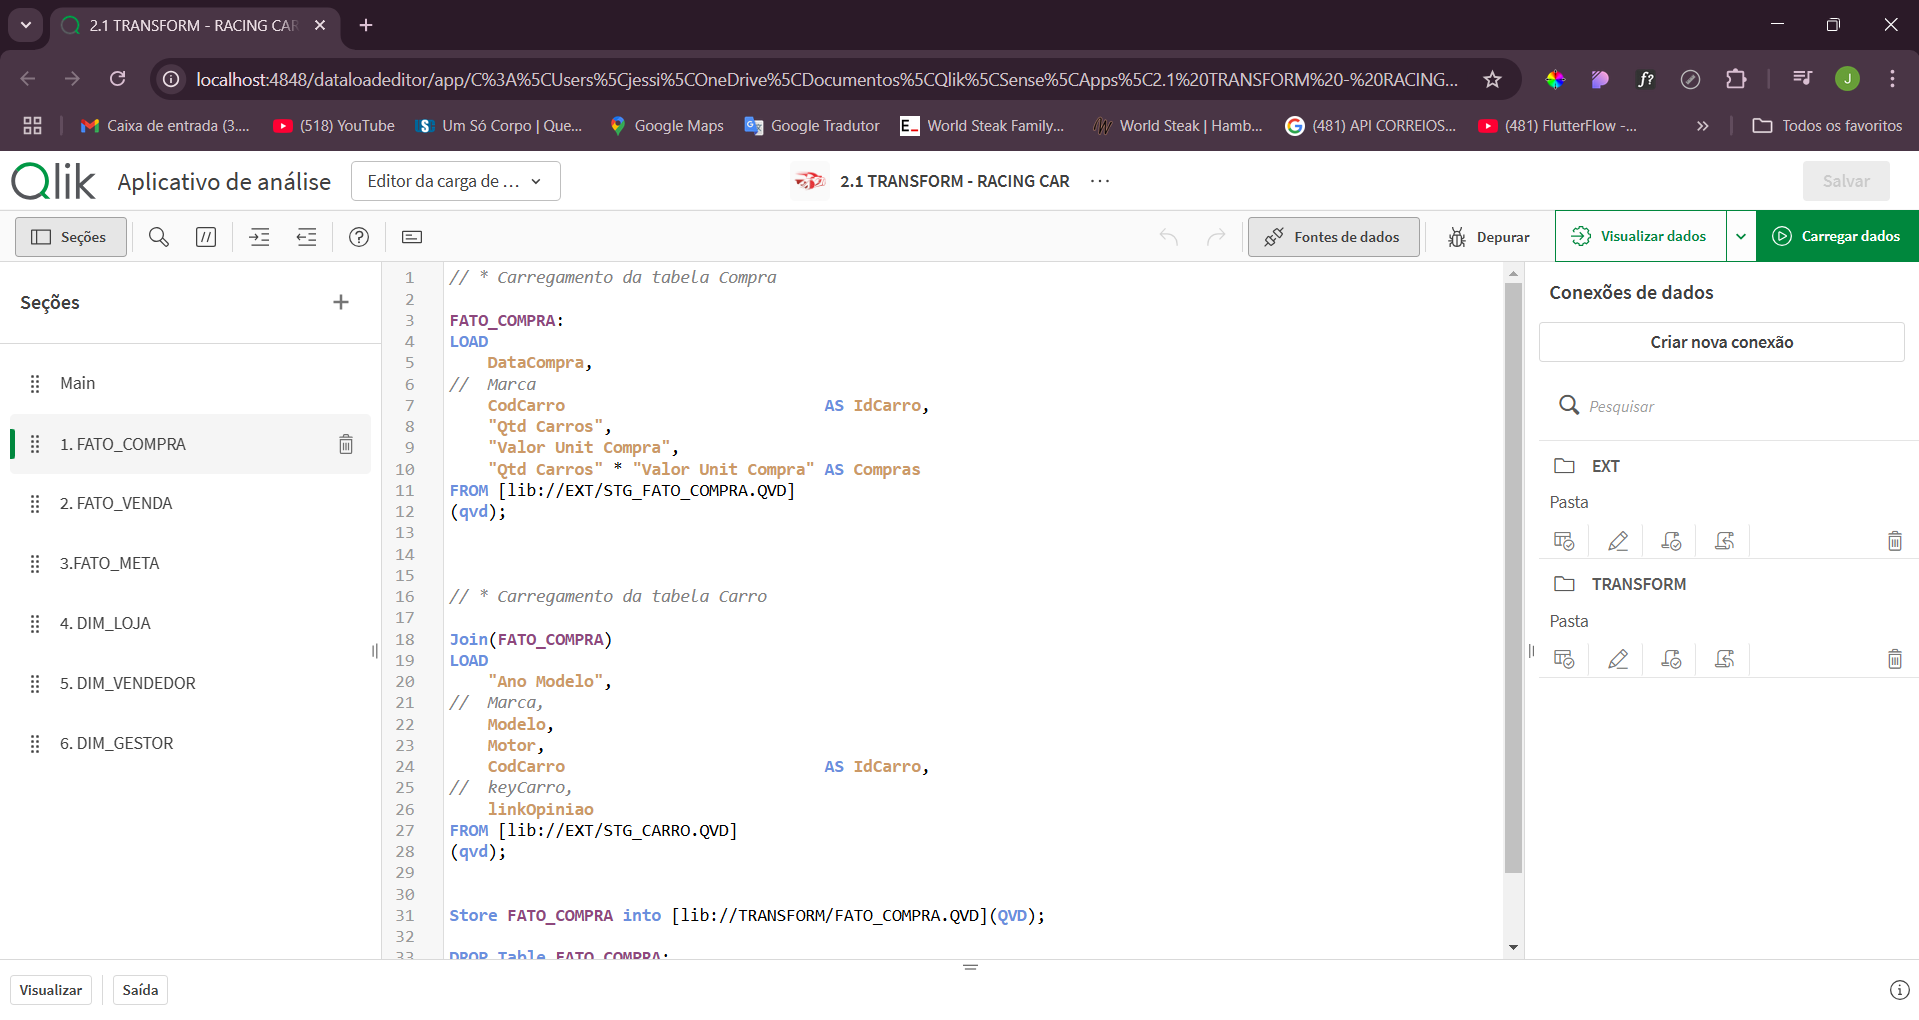 2.1 TRANSFORM - RACING CAR
localhost:4848/dataloadeditor/app/C%3A%5CUsers%5Cjessi%5COneDrive%5CDocumentos%5CQlik%5CSense%5CApps%5C2.1%20TRANSFORM%20-%20RACING...
f?
J
Caixa de entrada (3....
(518) YouTube
Um Só Corpo | Que...
Google Maps
Google Tradutor
World Steak Family,...
World Steak | Hamb...
(481) API CORREIOS...
(481) FlutterFlow -...
Todos os favoritos
Qlik
Aplicativo de análise
Editor da carga de ...
2.1 TRANSFORM - RACING CAR
Salvar
Seções
Fontes de dados
Depurar
Visualizar dados
Carregar dados
Seções
Main
1. FATO_COMPRA
2. FATO_VENDA
3.FATO_META
4. DIM_LOJA
5. DIM_VENDEDOR
6. DIM_GESTOR
1 // * Carregamento da tabela Compra
2
3 FATO_COMPRA:
4 LOAD
5 DataCompra,
6 // Marca
7 CodCarro AS IdCarro,
8 "Qtd Carros",
9 "Valor Unit Compra",
10 "Qtd Carros" * "Valor Unit Compra" AS Compras
11 FROM [lib://EXT/STG_FATO_COMPRA.QVD]
12 (qvd);
13
14
15
16 // * Carregamento da tabela Carro
17
18 Join(FATO_COMPRA)
19 LOAD
20 "Ano Modelo",
21 // Marca,
22 Modelo,
23 Motor,
24 CodCarro AS IdCarro,
25 // keyCarro,
26 linkOpiniao
27 FROM [lib://EXT/STG_CARRO.QVD]
28 (qvd);
29
30
31 Store FATO_COMPRA into [lib://TRANSFORM/FATO_COMPRA.QVD](QVD);
32
33 DROP Table FATO_COMPRA;
Conexões de dados
Criar nova conexão
Pesquisar
EXT
Pasta
TRANSFORM
Pasta
Visualizar
Saída